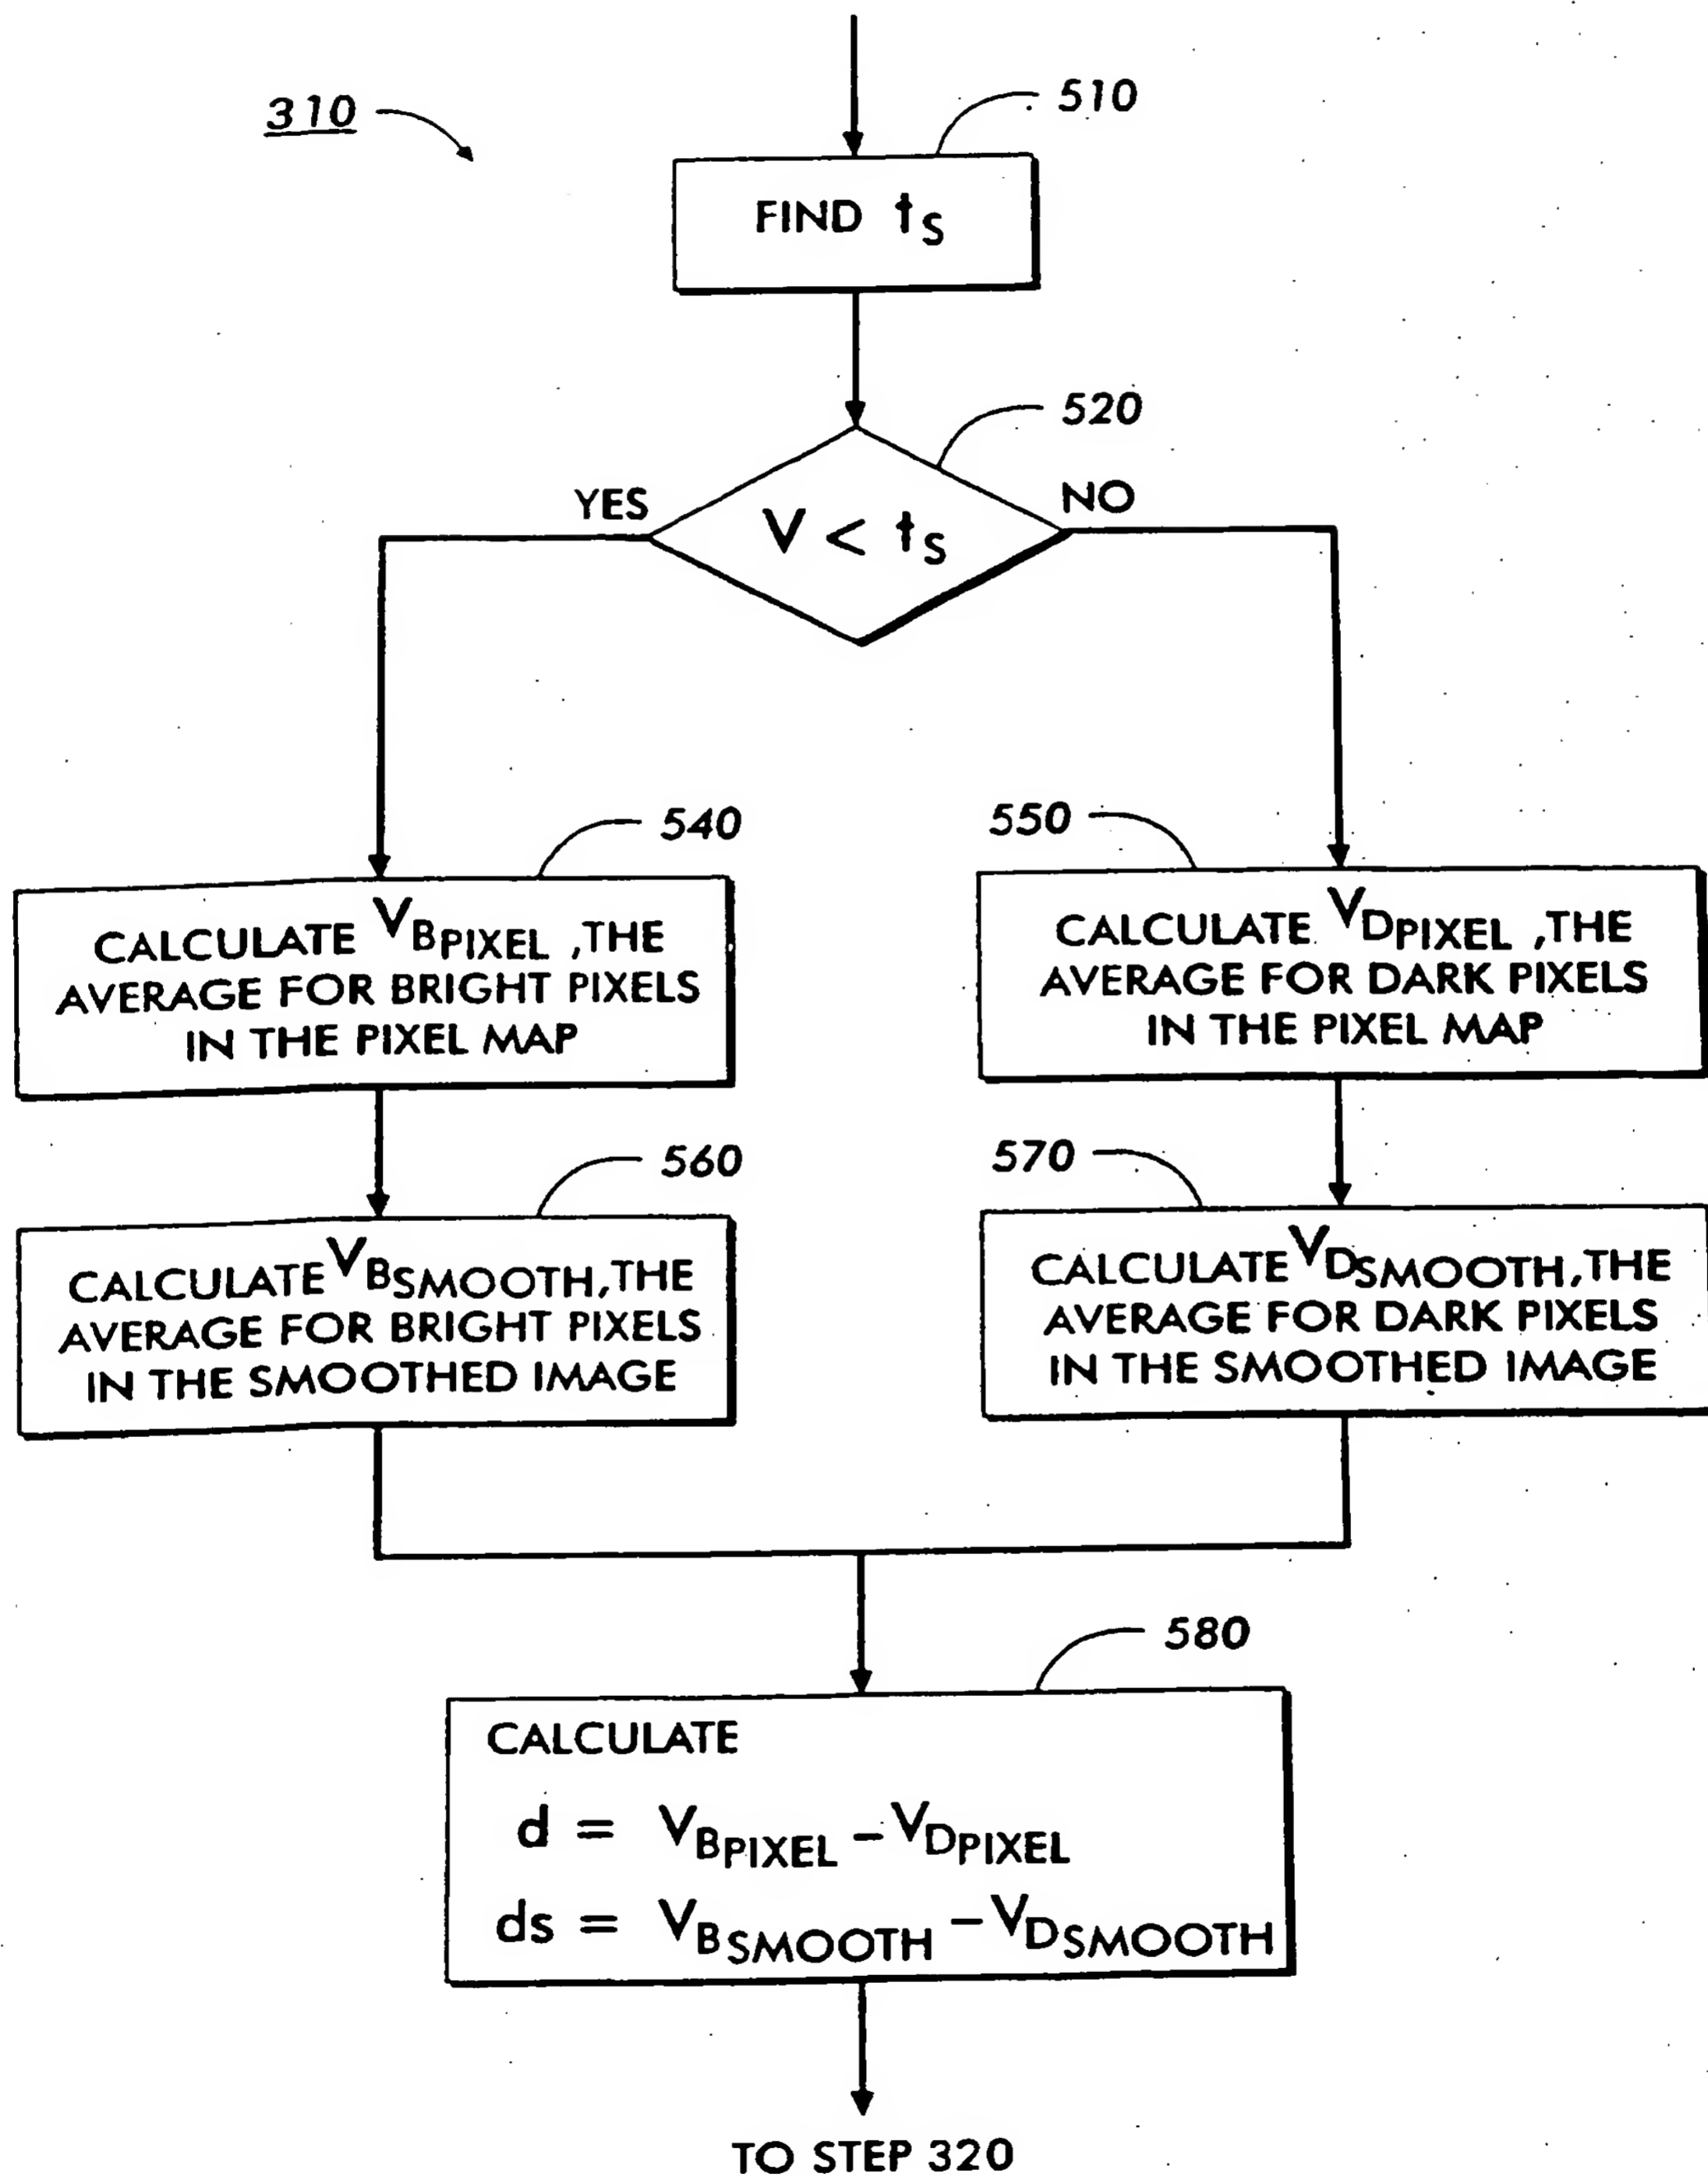 310
510
FIND tS
520
YES
NO
V < tS
540
550
CALCULATE VBPIXEL ,THE
AVERAGE FOR BRIGHT PIXELS
IN THE PIXEL MAP
CALCULATE VDPIXEL ,THE
AVERAGE FOR DARK PIXELS
IN THE PIXEL MAP
560
570
CALCULATE VBSMOOTH,THE
AVERAGE FOR BRIGHT PIXELS
IN THE SMOOTHED IMAGE
CALCULATE VDSMOOTH,THE
AVERAGE FOR DARK PIXELS
IN THE SMOOTHED IMAGE
580
CALCULATE
d = VBPIXEL – VDPIXEL
ds = VBSMOOTH – VDSMOOTH
TO STEP 320